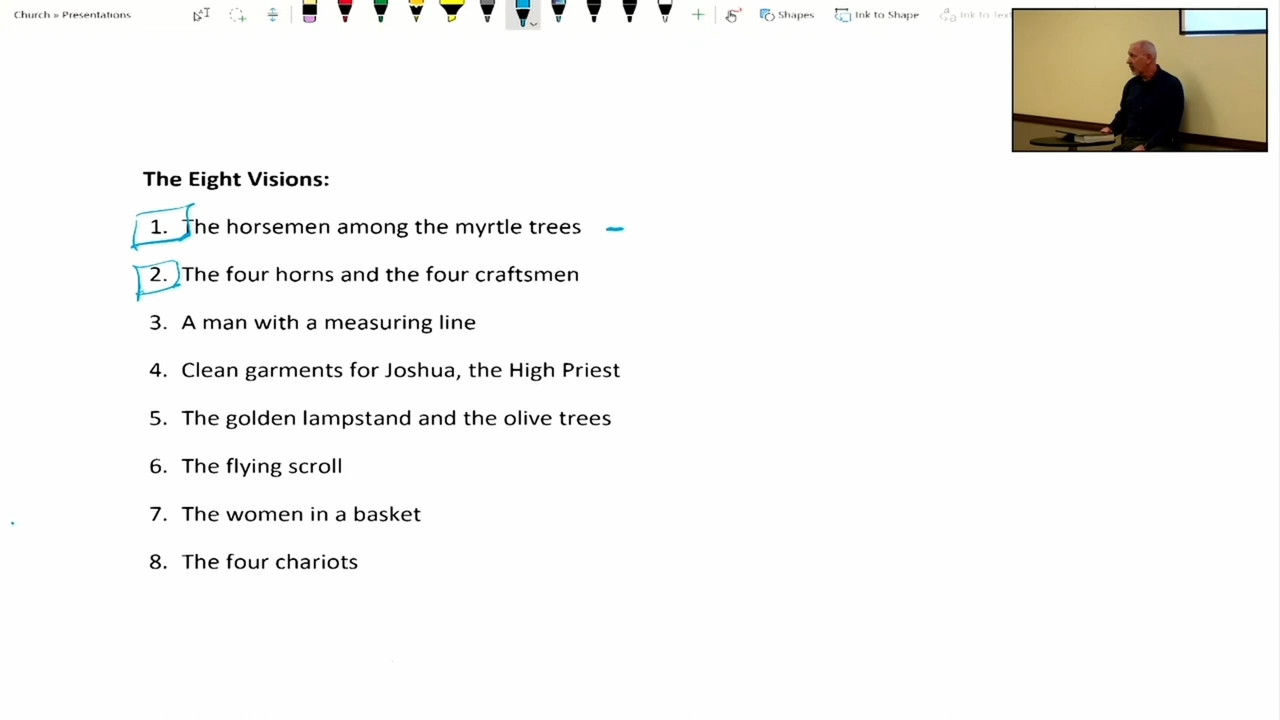 Church » Presentations
Shapes
Ink to Shape
Ink to Text
The Eight Visions:
1. The horsemen among the myrtle trees
2. The four horns and the four craftsmen
3. A man with a measuring line
4. Clean garments for Joshua, the High Priest
5. The golden lampstand and the olive trees
6. The flying scroll
7. The women in a basket
8. The four chariots